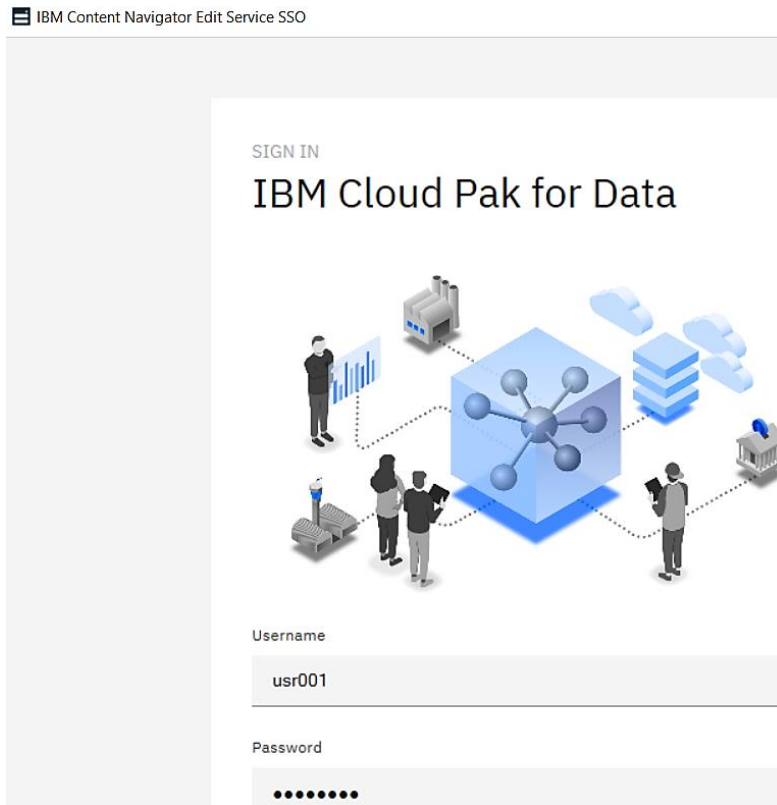 IBM Content Navigator Edit Service SSO
SIGN IN
IBM Cloud Pak for Data
Username
usr001
Password
••••••••